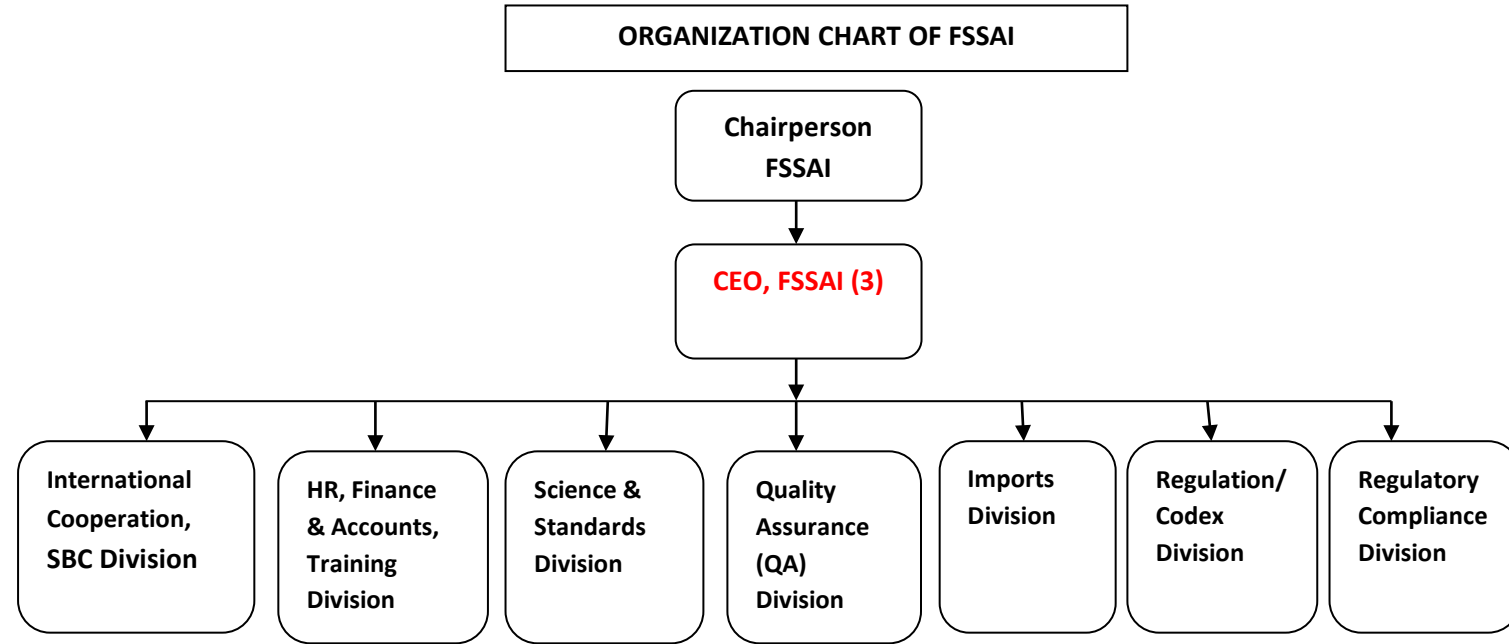 ORGANIZATION CHART OF FSSAI
Chairperson
FSSAI
CEO, FSSAI (3)
International
Cooperation,
SBC Division
HR, Finance
& Accounts,
Training
Division
Science &
Standards
Division
Quality
Assurance
(QA)
Division
Imports
Division
Regulation/
Codex
Division
Regulatory
Compliance
Division